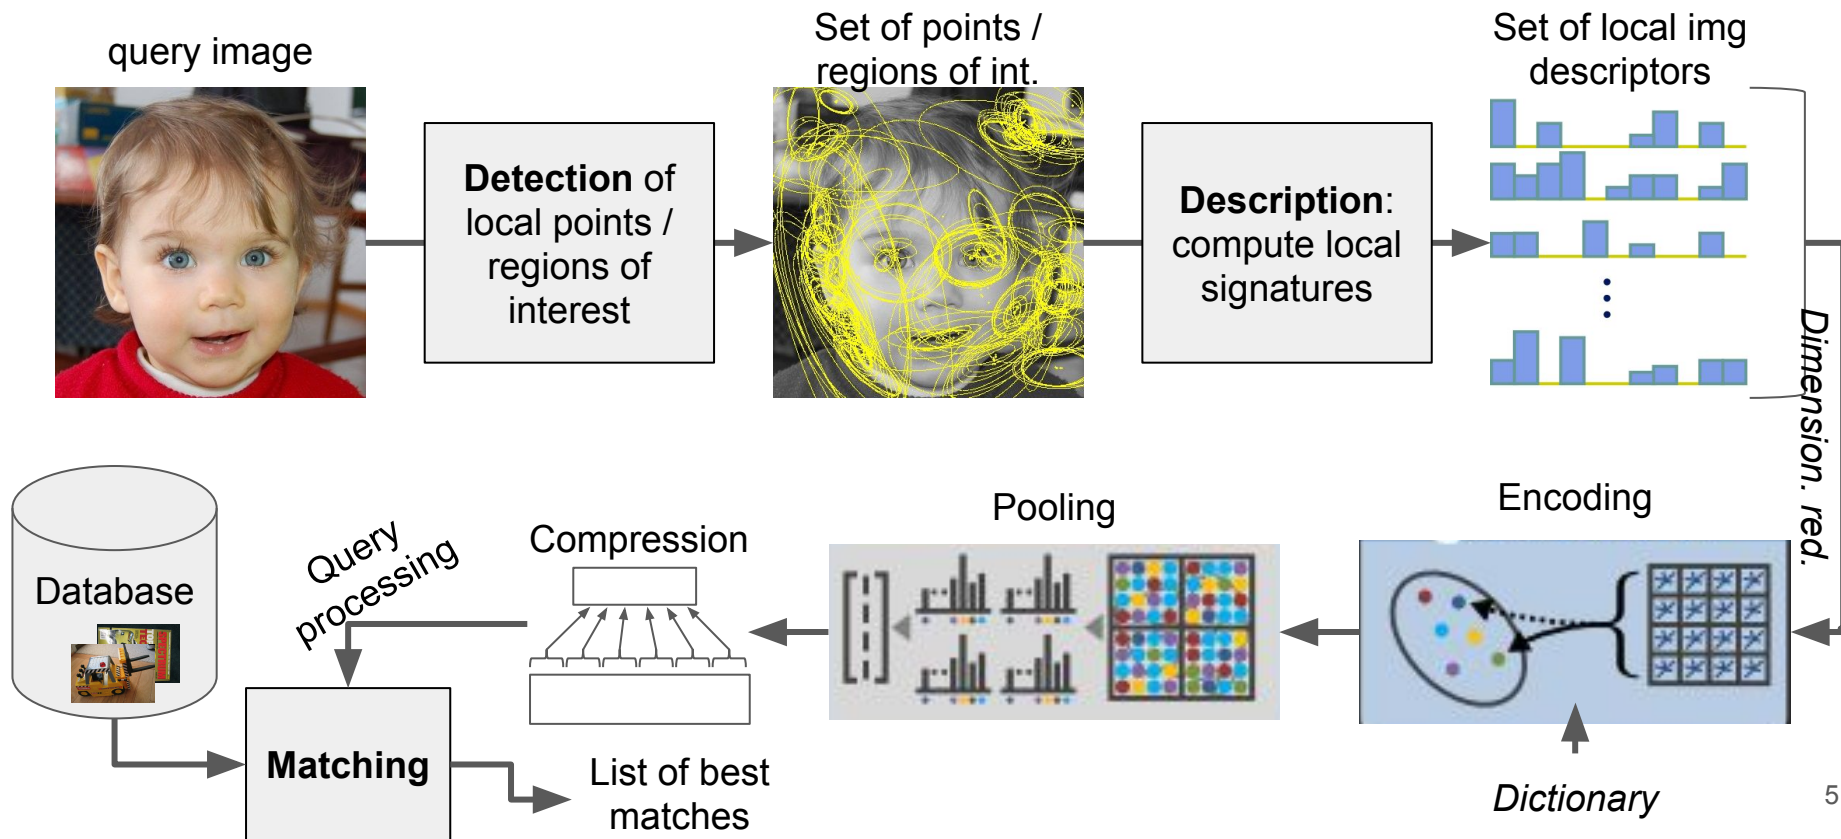 query image
Set of points /
regions of int.
Set of local img
descriptors
Detection of
local points /
regions of
interest
Description:
compute local
signatures
Dimension. red.
Encoding
Pooling
Compression
Query
processing
Database
Matching
List of best
matches
Dictionary
5